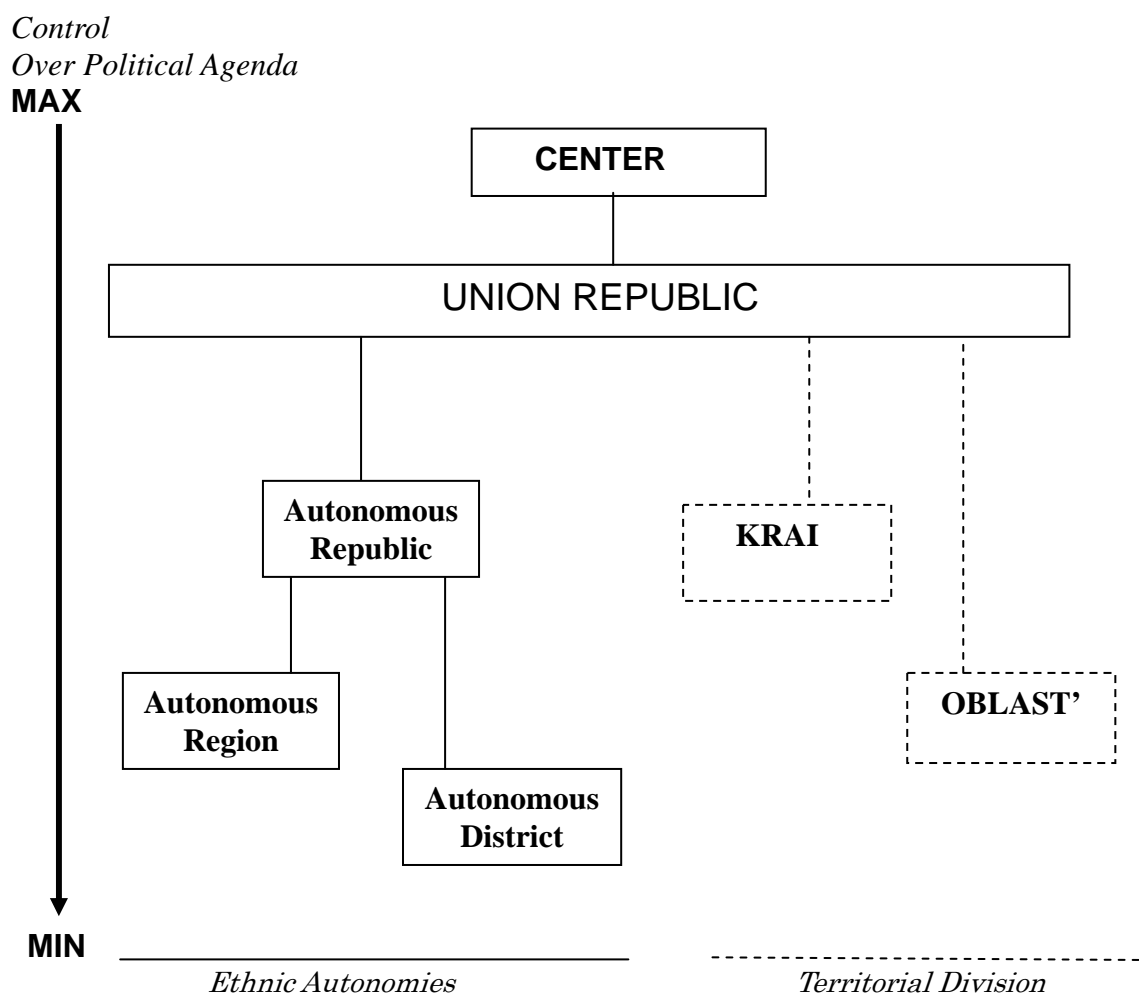 Control
Over Political Agenda
MAX
CENTER
UNION REPUBLIC
Autonomous
Republic
KRAI
Autonomous
Region
OBLAST’
Autonomous
District
MIN
Ethnic Autonomies
Territorial Division